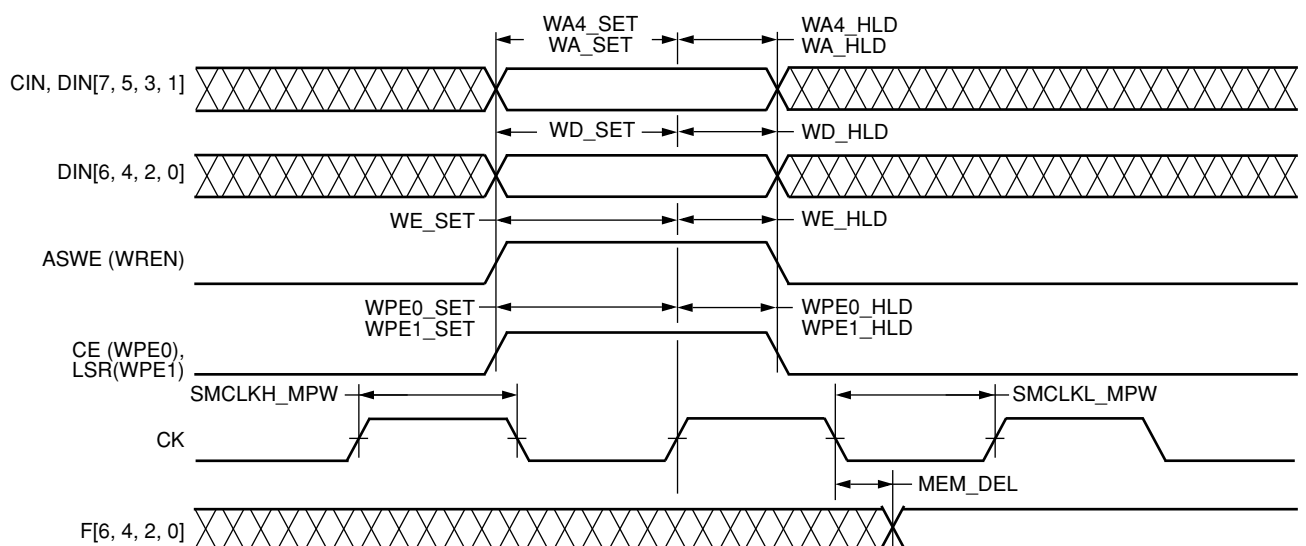 WA4_SET
WA_SET
WA4_HLD
WA_HLD
CIN, DIN[7, 5, 3, 1]
WD_SET
WD_HLD
DIN[6, 4, 2, 0]
WE_SET
WE_HLD
ASWE (WREN)
WPE0_SET
WPE1_SET
WPE0_HLD
WPE1_HLD
CE (WPE0),
LSR(WPE1)
SMCLKH_MPW
SMCLKL_MPW
CK
MEM_DEL
F[6, 4, 2, 0]